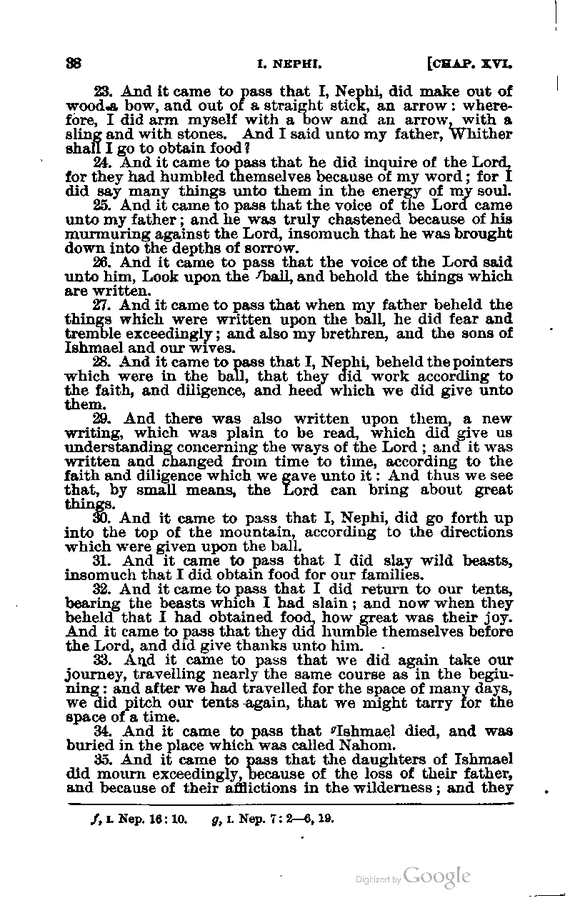 38 I. NEPHI. [CHAP. XVI.
23. And it came to pass that I, Nephi, did make out of
wood a bow, and out of a straight stick, an arrow : where-
fore, I did arm myself with a bow and an arrow, with a
sling and with stones. And I said unto my father, Whither
shall I go to obtain food?
24. And it came to pass that he did inquire of the Lord,
for they had humbled themselves because of my word ; for I
did say many things unto them in the energy of my soul.
25. And it came to pass that the voice of the Lord came
unto my father ; and he was truly chastened because of his
murmuring against the Lord, insomuch that he was brought
down into the depths of sorrow.
26. And it came to pass that the voice of the Lord said
unto him, Look upon the fball, and behold the things which
are written.
27. And it came to pass that when my father beheld the
things which were written upon the ball, he did fear and
tremble exceedingly ; and also my brethren, and the sons of
Ishmael and our wives.
28. And it came to pass that I, Nephi, beheld the pointers
which were in the ball, that they did work according to
the faith, and diligence, and heed which we did give unto
them.
29. And there was also written upon them, a new
writing, which was plain to be read, which did give us
understanding concerning the ways of the Lord ; and it was
written and changed from time to time, according to the
faith and diligence which we gave unto it : And thus we see
that, by small means, the Lord can bring about great
things.
30. And it came to pass that I, Nephi, did go forth up
into the top of the mountain, according to the directions
which were given upon the ball.
31. And it came to pass that I did slay wild beasts,
insomuch that I did obtain food for our families.
32. And it came to pass that I did return to our tents,
bearing the beasts which I had slain ; and now when they
beheld that I had obtained food, how great was their joy.
And it came to pass that they did humble themselves before
the Lord, and did give thanks unto him.
33. And it came to pass that we did again take our
journey, travelling nearly the same course as in the begin-
ning : and after we had travelled for the space of many days,
we did pitch our tents again, that we might tarry for the
space of a time.
34. And it came to pass that gIshmael died, and was
buried in the place which was called Nahom.
35. And it came to pass that the daughters of Ishmael
did mourn exceedingly, because of the loss of their father,
and because of their afflictions in the wilderness ; and they
f, I. Nep. 16 : 10. g, I. Nep. 7 : 2—6, 19.
Digitized by Google